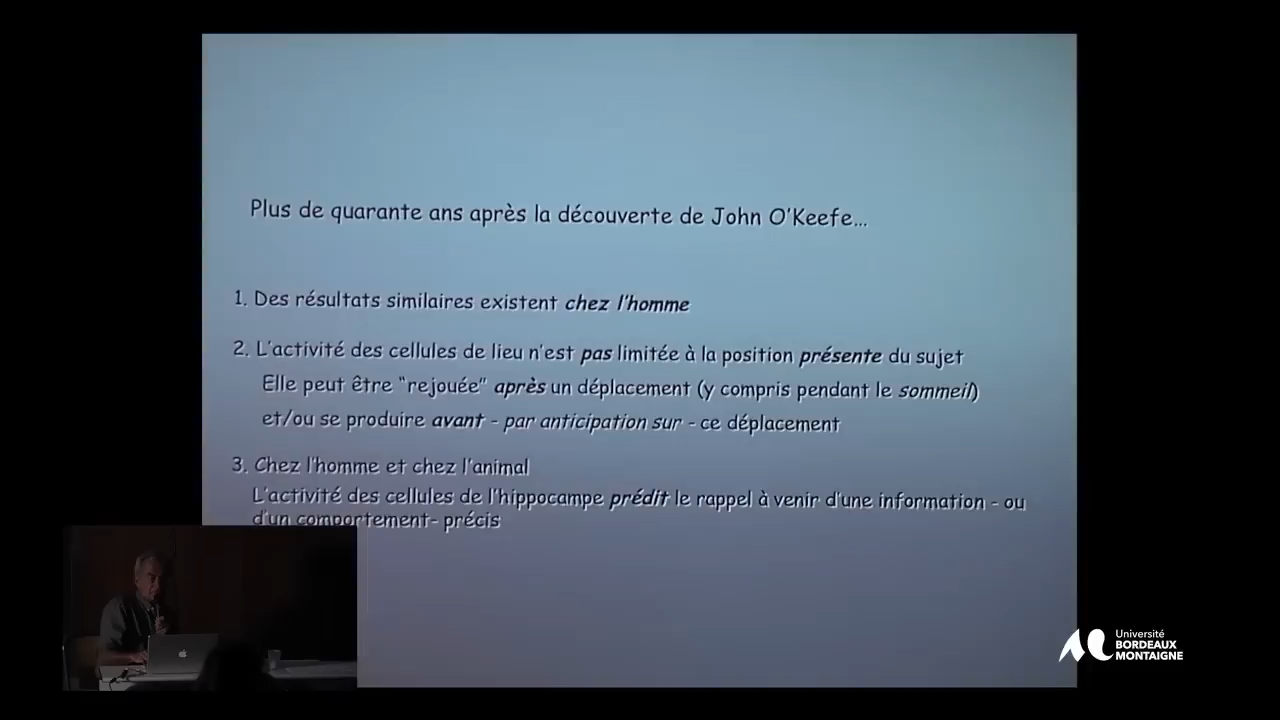 Plus de quarante ans après la découverte de John O'Keefe...
1. Des résultats similaires existent chez l'homme
2. L'activité des cellules de lieu n'est pas limitée à la position présente du sujet
Elle peut être "rejouée" après un déplacement (y compris pendant le sommeil)
et/ou se produire avant - par anticipation sur - ce déplacement
3. Chez l'homme et chez l'animal
L'activité des cellules de l'hippocampe prédit le rappel à venir d'une information - ou
d'un comportement- précis
Université
BORDEAUX
MONTAIGNE